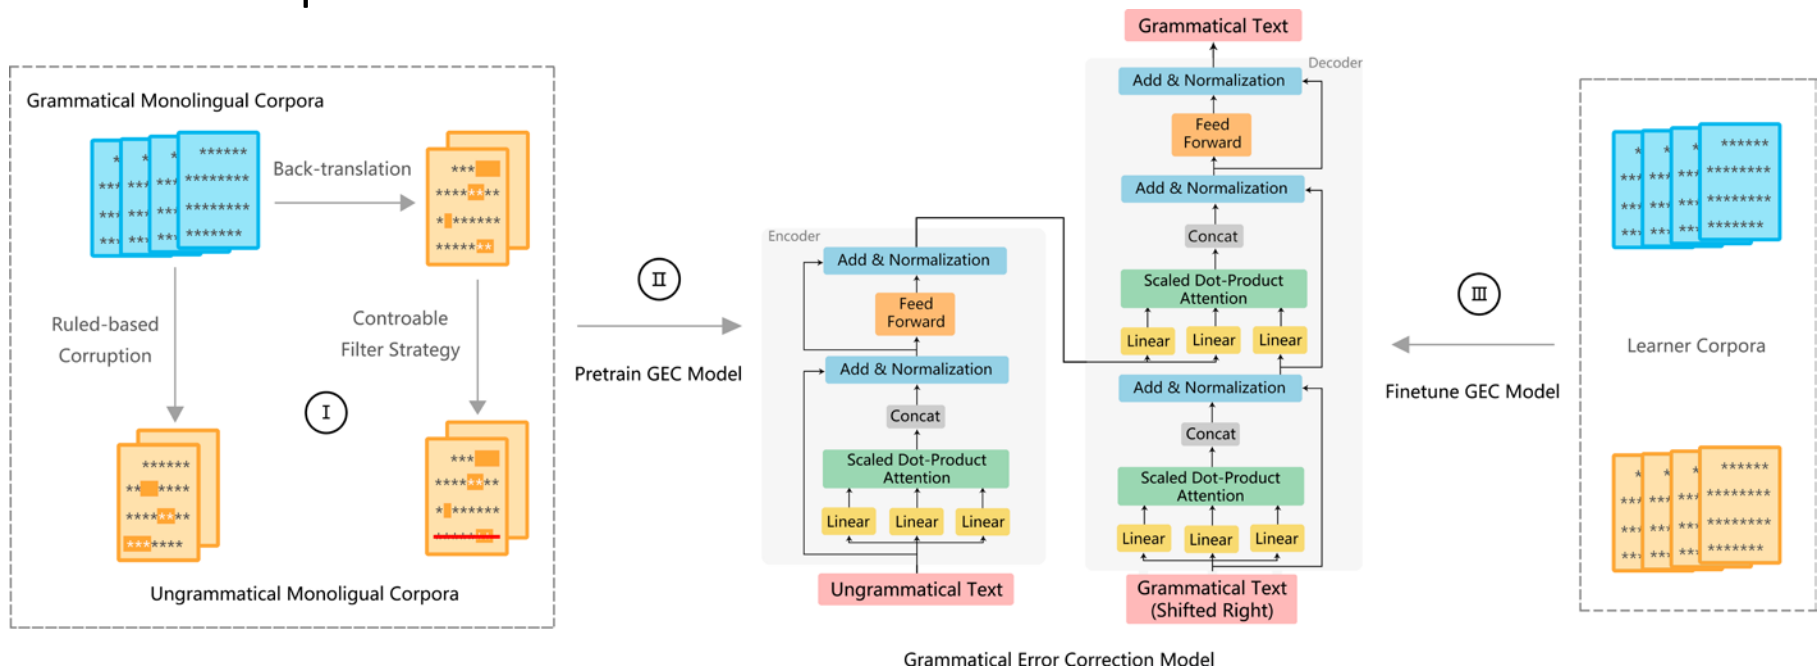 Grammatical Monolingual Corpora
******
********
********
*******
Back-translation
***
********
* ******
*******
Ruled-based
Corruption
Controable
Filter Strategy
I
******
** ****
********
*******
***
********
* ******
*******
Ungrammatical Monoligual Corpora
II
Pretrain GEC Model
Encoder
Add & Normalization
Feed
Forward
Add & Normalization
Concat
Scaled Dot-Product
Attention
Linear
Linear
Linear
Ungrammatical Text
Grammatical Text
Decoder
Add & Normalization
Feed
Forward
Add & Normalization
Concat
Scaled Dot-Product
Attention
Linear
Linear
Linear
Add & Normalization
Concat
Scaled Dot-Product
Attention
Linear
Linear
Linear
Grammatical Text
(Shifted Right)
III
Finetune GEC Model
******
********
********
*******
Learner Corpora
******
********
********
*******
Grammatical Error Correction Model